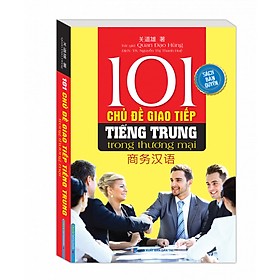 关道雄 著
Tác giả: Quan Đạo Hùng
Dịch: TS. Nguyễn Thị Thanh Huệ
101
SÁCH BẢN QUYỀN
CHỦ ĐỀ GIAO TIẾP
TIẾNG TRUNG
trong thương mại
商务汉语
101 CHỦ ĐỀ GIAO TIẾP TIẾNG TRUNG